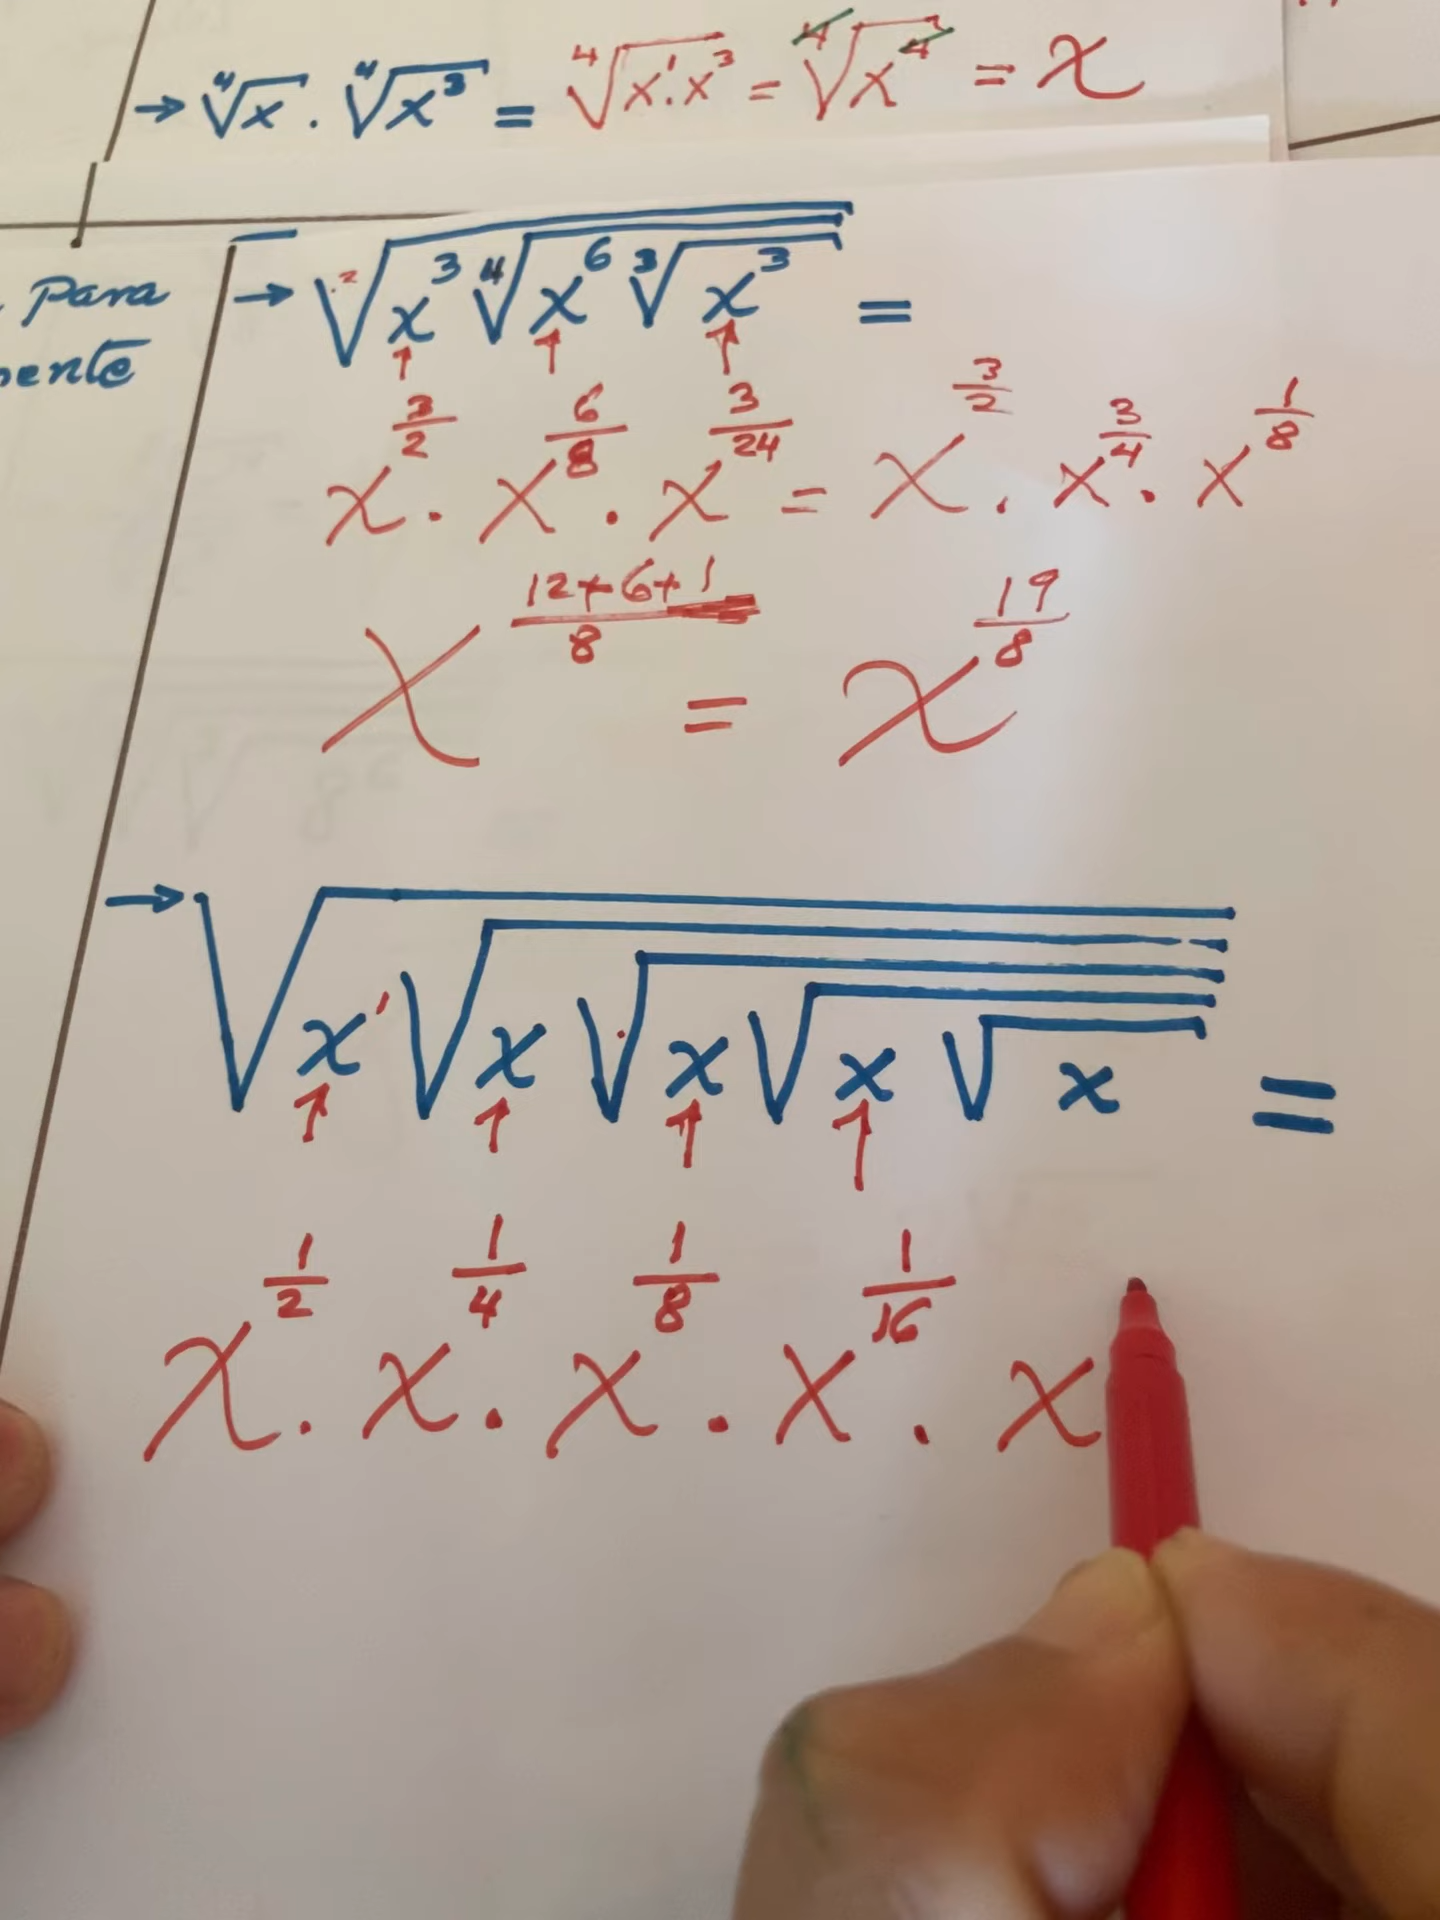 → ⁴√x . ⁴√x³ = ⁴√x¹.x³ = ⁴√x⁴ = x
Para
mente
→ ²√(x³ ⁴√(x⁶ ³√(x³))) =
x^(3/2) . x^(6/8) . x^(3/24) = x^(3/2) . x^(3/4) . x^(1/8)
x^((12+6+1)/8) = x^(19/8)
→ √(x¹√(x√(x√(x√x)))) =
x^(1/2) . x^(1/4) . x^(1/8) . x^(1/16) . x